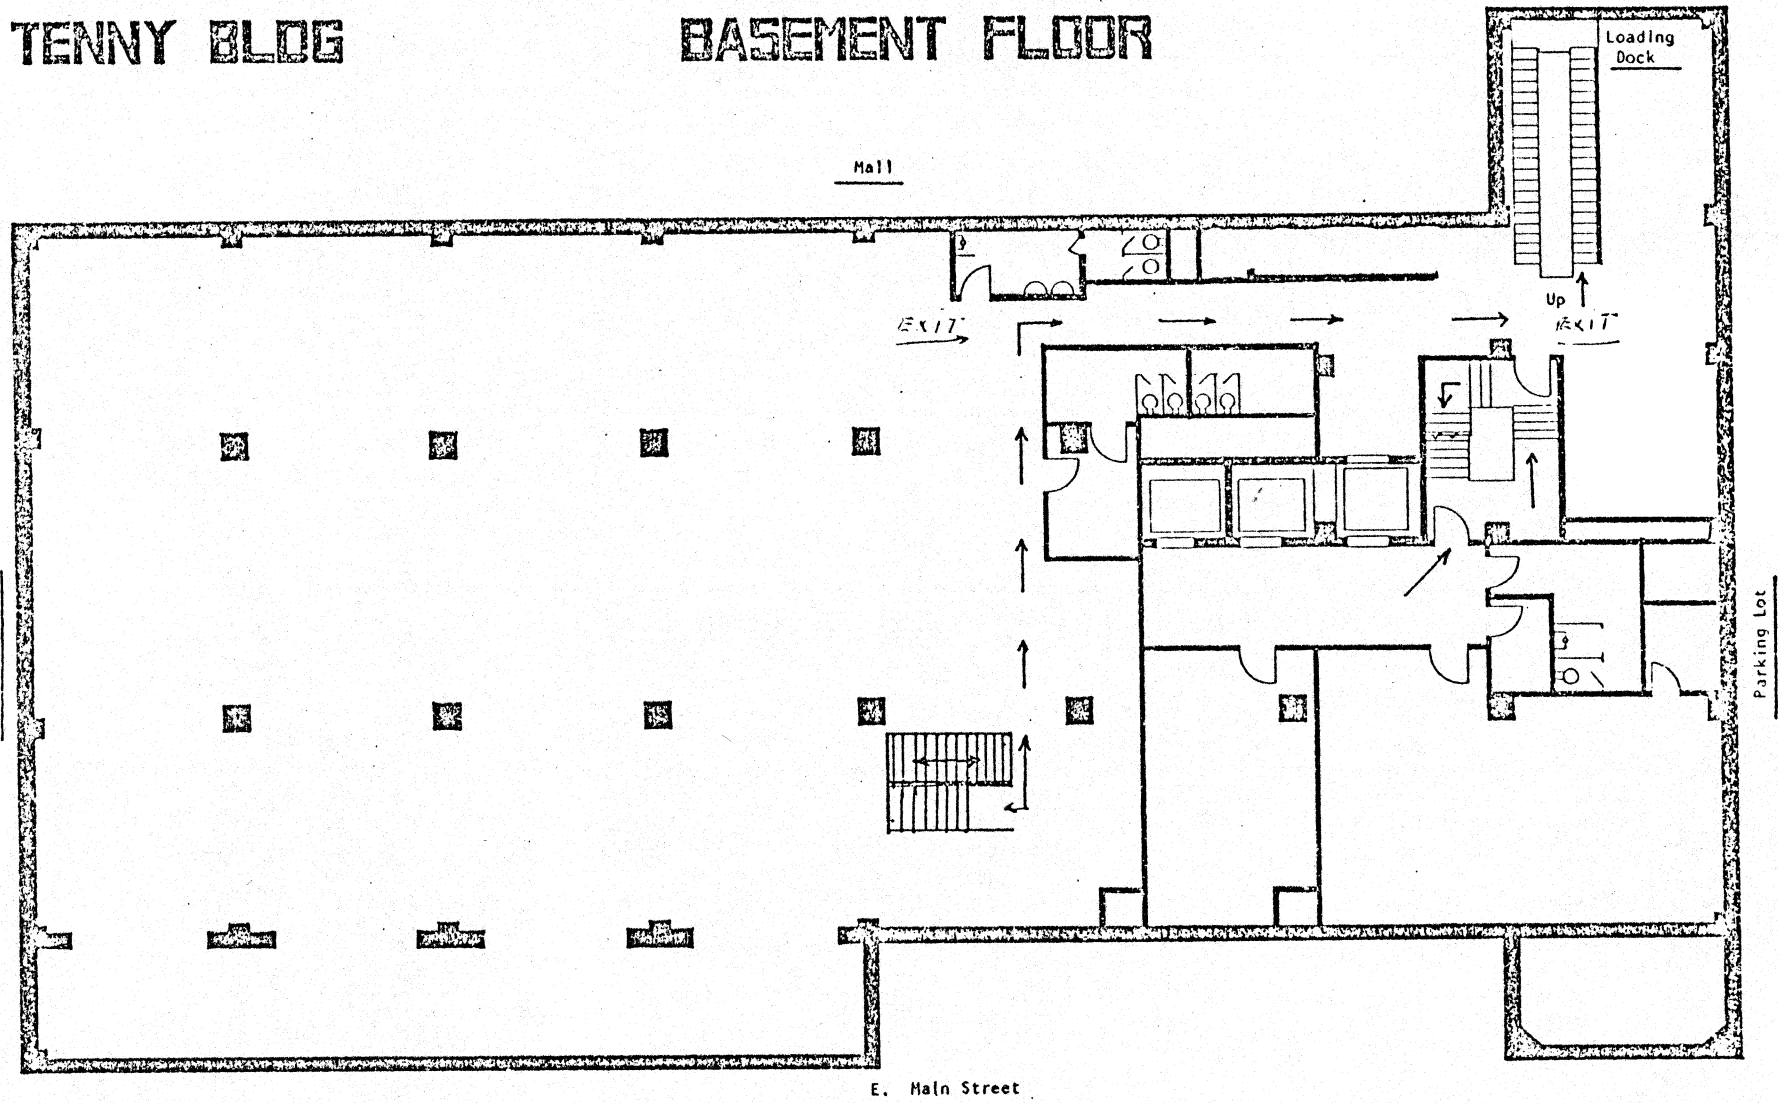 TENNY BLDG BASEMENT FLOOR
Loading
Dock
Mall
Up
EXIT
EXIT
Parking Lot
E. Main Street